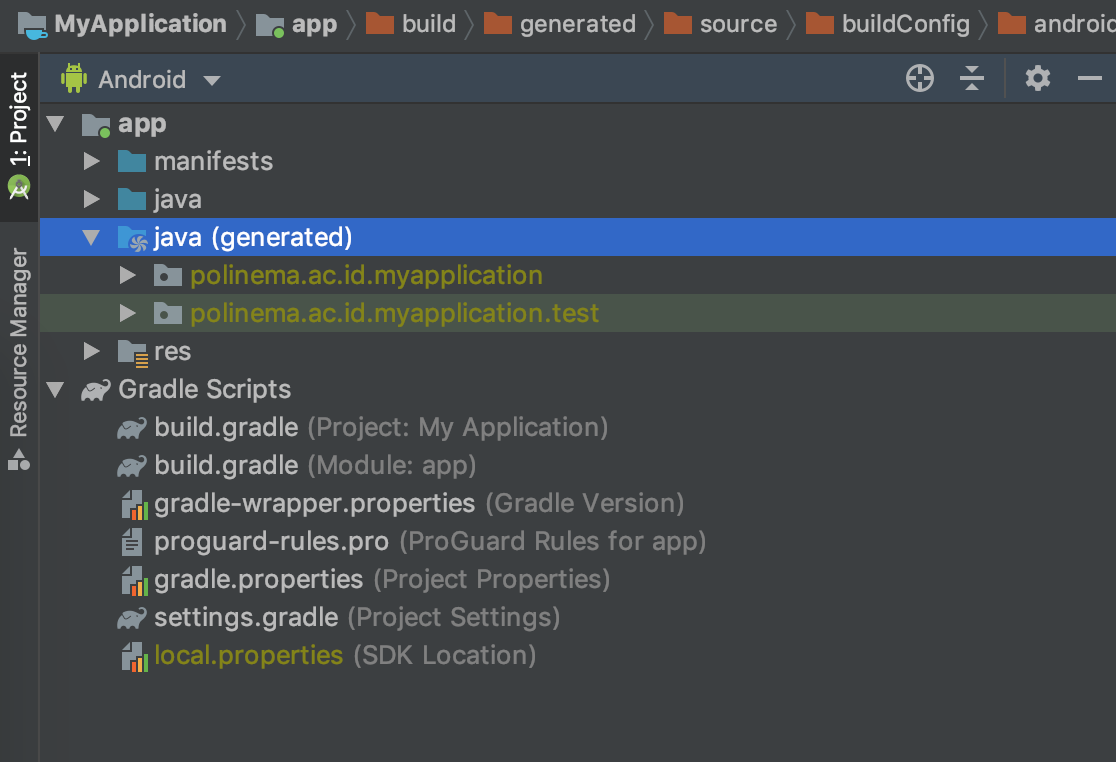 MyApplication app build generated source buildConfig android
1: Project
Resource Manager
Android
app
manifests
java
java (generated)
polinema.ac.id.myapplication
polinema.ac.id.myapplication.test
res
Gradle Scripts
build.gradle (Project: My Application)
build.gradle (Module: app)
gradle-wrapper.properties (Gradle Version)
proguard-rules.pro (ProGuard Rules for app)
gradle.properties (Project Properties)
settings.gradle (Project Settings)
local.properties (SDK Location)